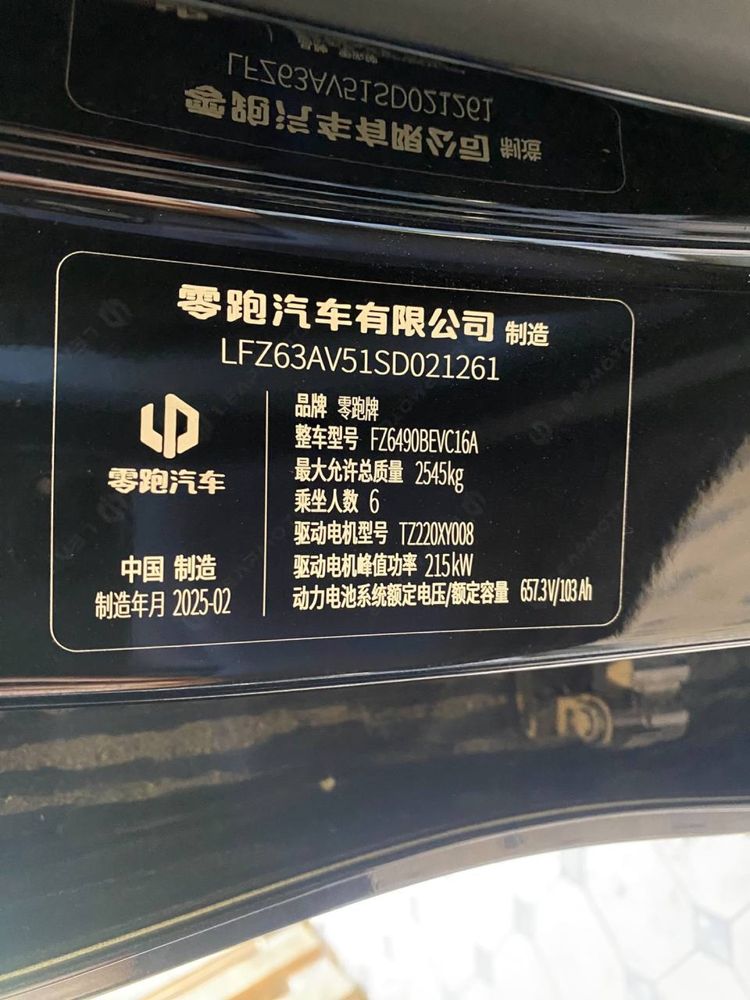 零跑汽车有限公司 制造
LFZ63AV51SD021261
零跑汽车
中国 制造
制造年月 2025-02
品牌 零跑牌
整车型号 FZ6490BEVC16A
最大允许总质量 2545kg
乘坐人数 6
驱动电机型号 TZ220XY008
驱动电机峰值功率 215kW
动力电池系统额定电压/额定容量 657.3V/103Ah